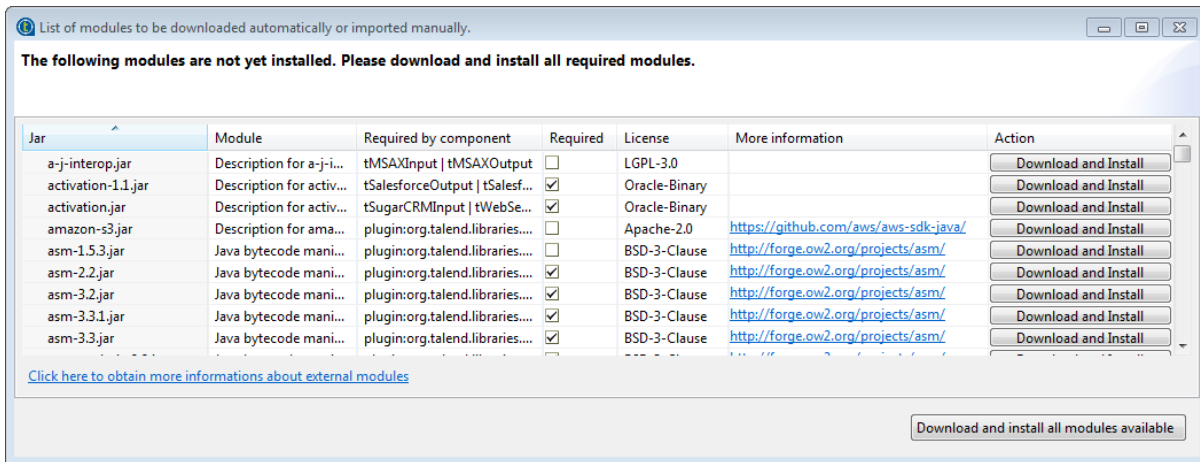 List of modules to be downloaded automatically or imported manually.
The following modules are not yet installed. Please download and install all required modules.
Jar Module Required by component Required License More information Action
a-j-interop.jar Description for a-j-i... tMSAXInput | tMSAXOutput LGPL-3.0 Download and Install
activation-1.1.jar Description for activ... tSalesforceOutput | tSalesf... Oracle-Binary Download and Install
activation.jar Description for activ... tSugarCRMInput | tWebSe... Oracle-Binary Download and Install
amazon-s3.jar Description for ama... plugin:org.talend.libraries.... Apache-2.0 https://github.com/aws/aws-sdk-java/ Download and Install
asm-1.5.3.jar Java bytecode mani... plugin:org.talend.libraries.... BSD-3-Clause http://forge.ow2.org/projects/asm/ Download and Install
asm-2.2.jar Java bytecode mani... plugin:org.talend.libraries.... BSD-3-Clause http://forge.ow2.org/projects/asm/ Download and Install
asm-3.2.jar Java bytecode mani... plugin:org.talend.libraries.... BSD-3-Clause http://forge.ow2.org/projects/asm/ Download and Install
asm-3.3.1.jar Java bytecode mani... plugin:org.talend.libraries.... BSD-3-Clause http://forge.ow2.org/projects/asm/ Download and Install
asm-3.3.jar Java bytecode mani... plugin:org.talend.libraries.... BSD-3-Clause http://forge.ow2.org/projects/asm/ Download and Install
Click here to obtain more informations about external modules
Download and install all modules available